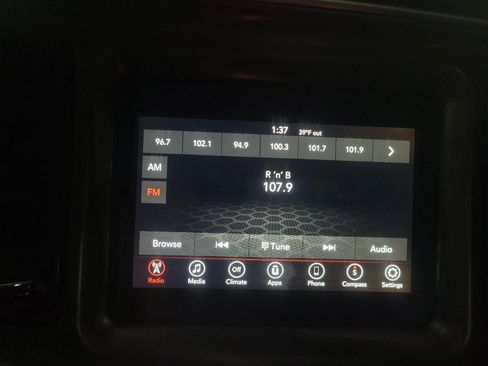 1:37 39°F out
96.7 102.1 94.9 100.3 101.7 101.9
AM
FM
R 'n' B
107.9
Browse Tune Audio
Off S
Radio Media Climate Apps Phone Compass Settings